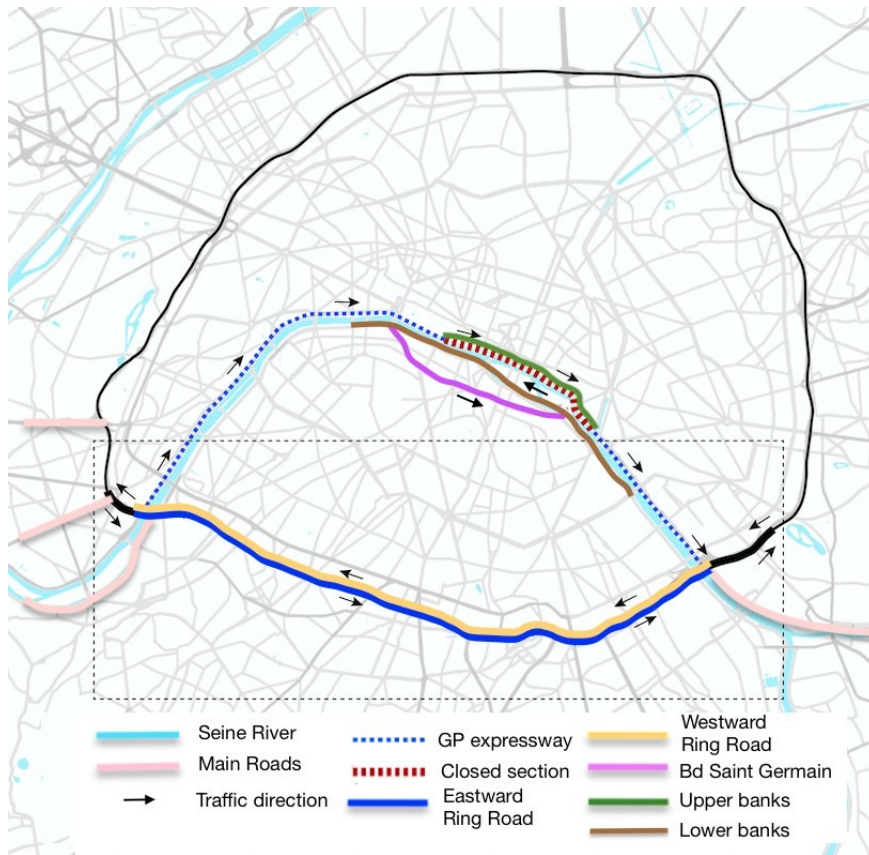 Seine River
Main Roads
Traffic direction
GP expressway
Closed section
Eastward
Ring Road
Westward
Ring Road
Bd Saint Germain
Upper banks
Lower banks